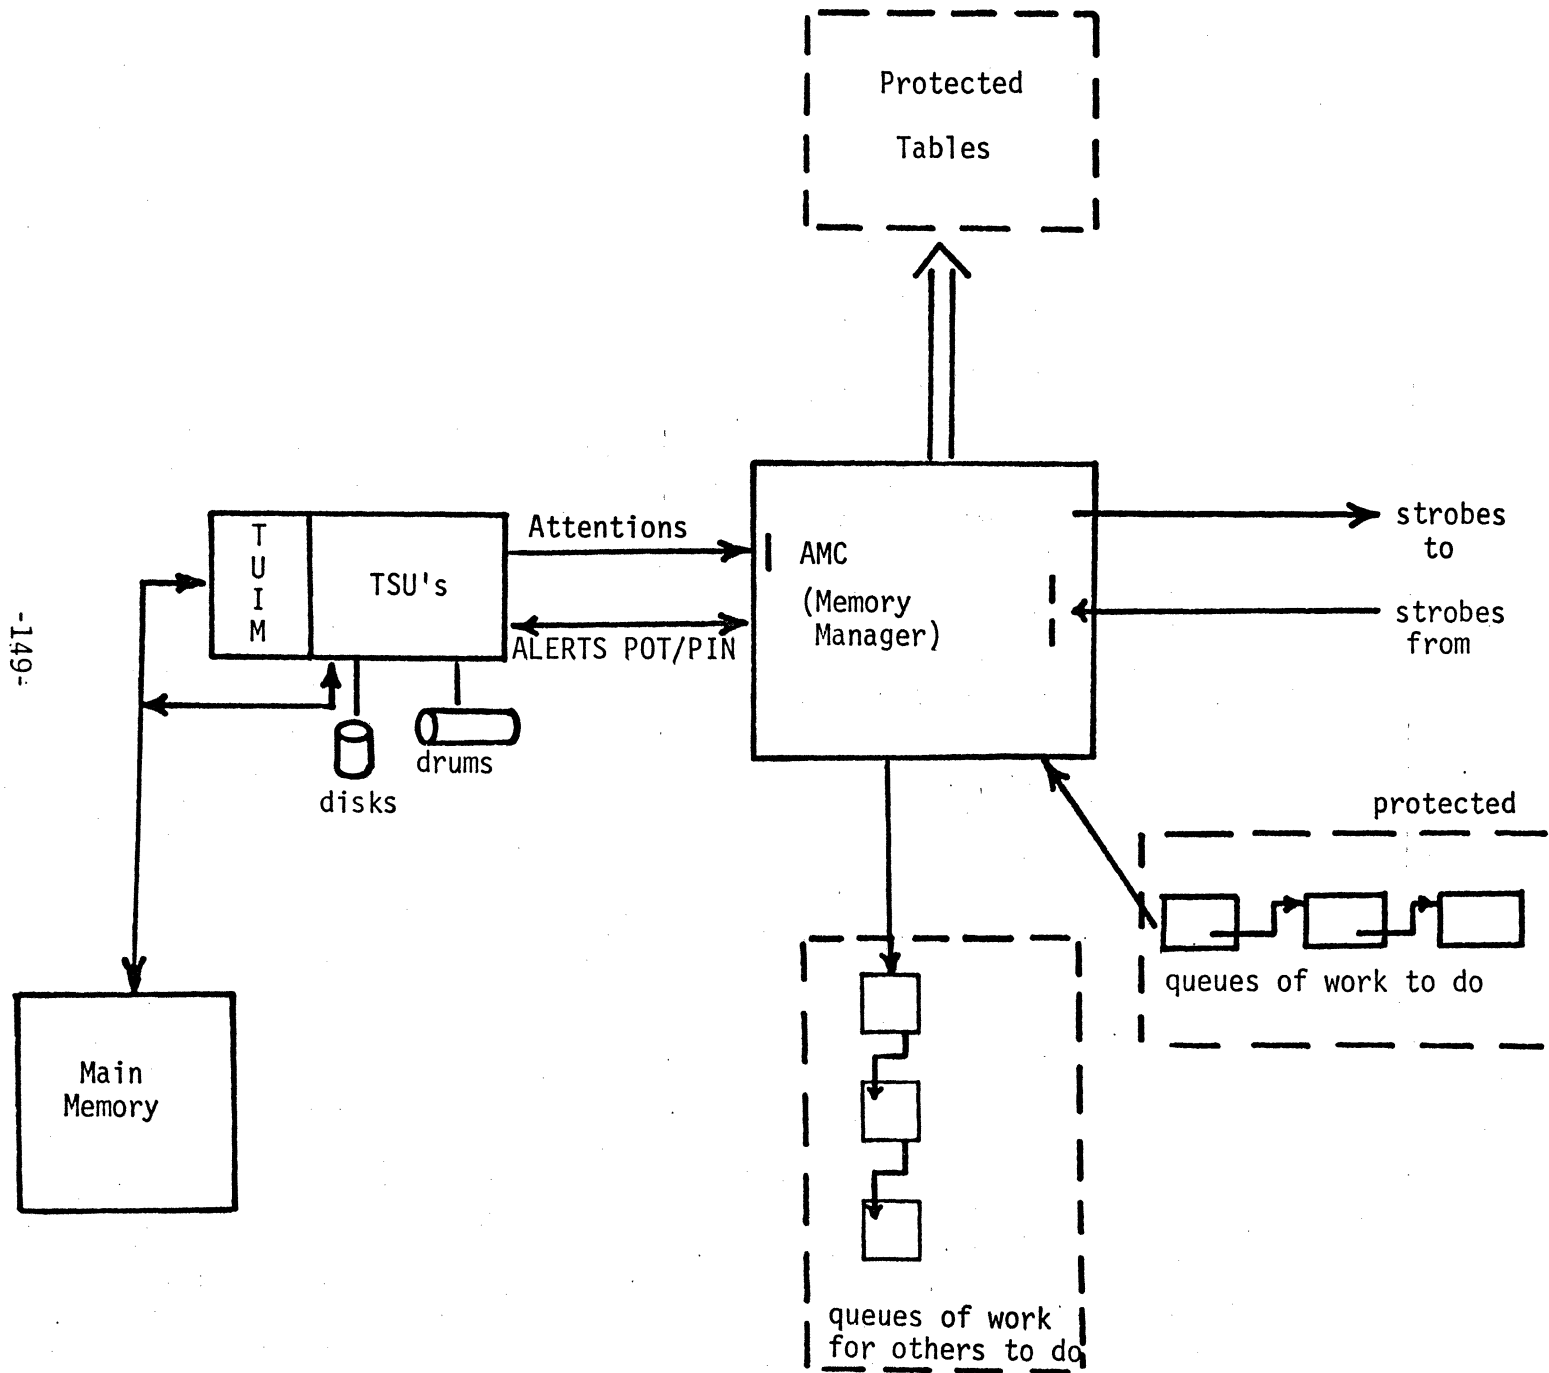 Protected
Tables
T
U
I
M
TSU's
Attentions
ALERTS POT/PIN
AMC
(Memory
Manager)
strobes
to
strobes
from
-149-
drums
disks
protected
queues of work to do
Main
Memory
queues of work
for others to do